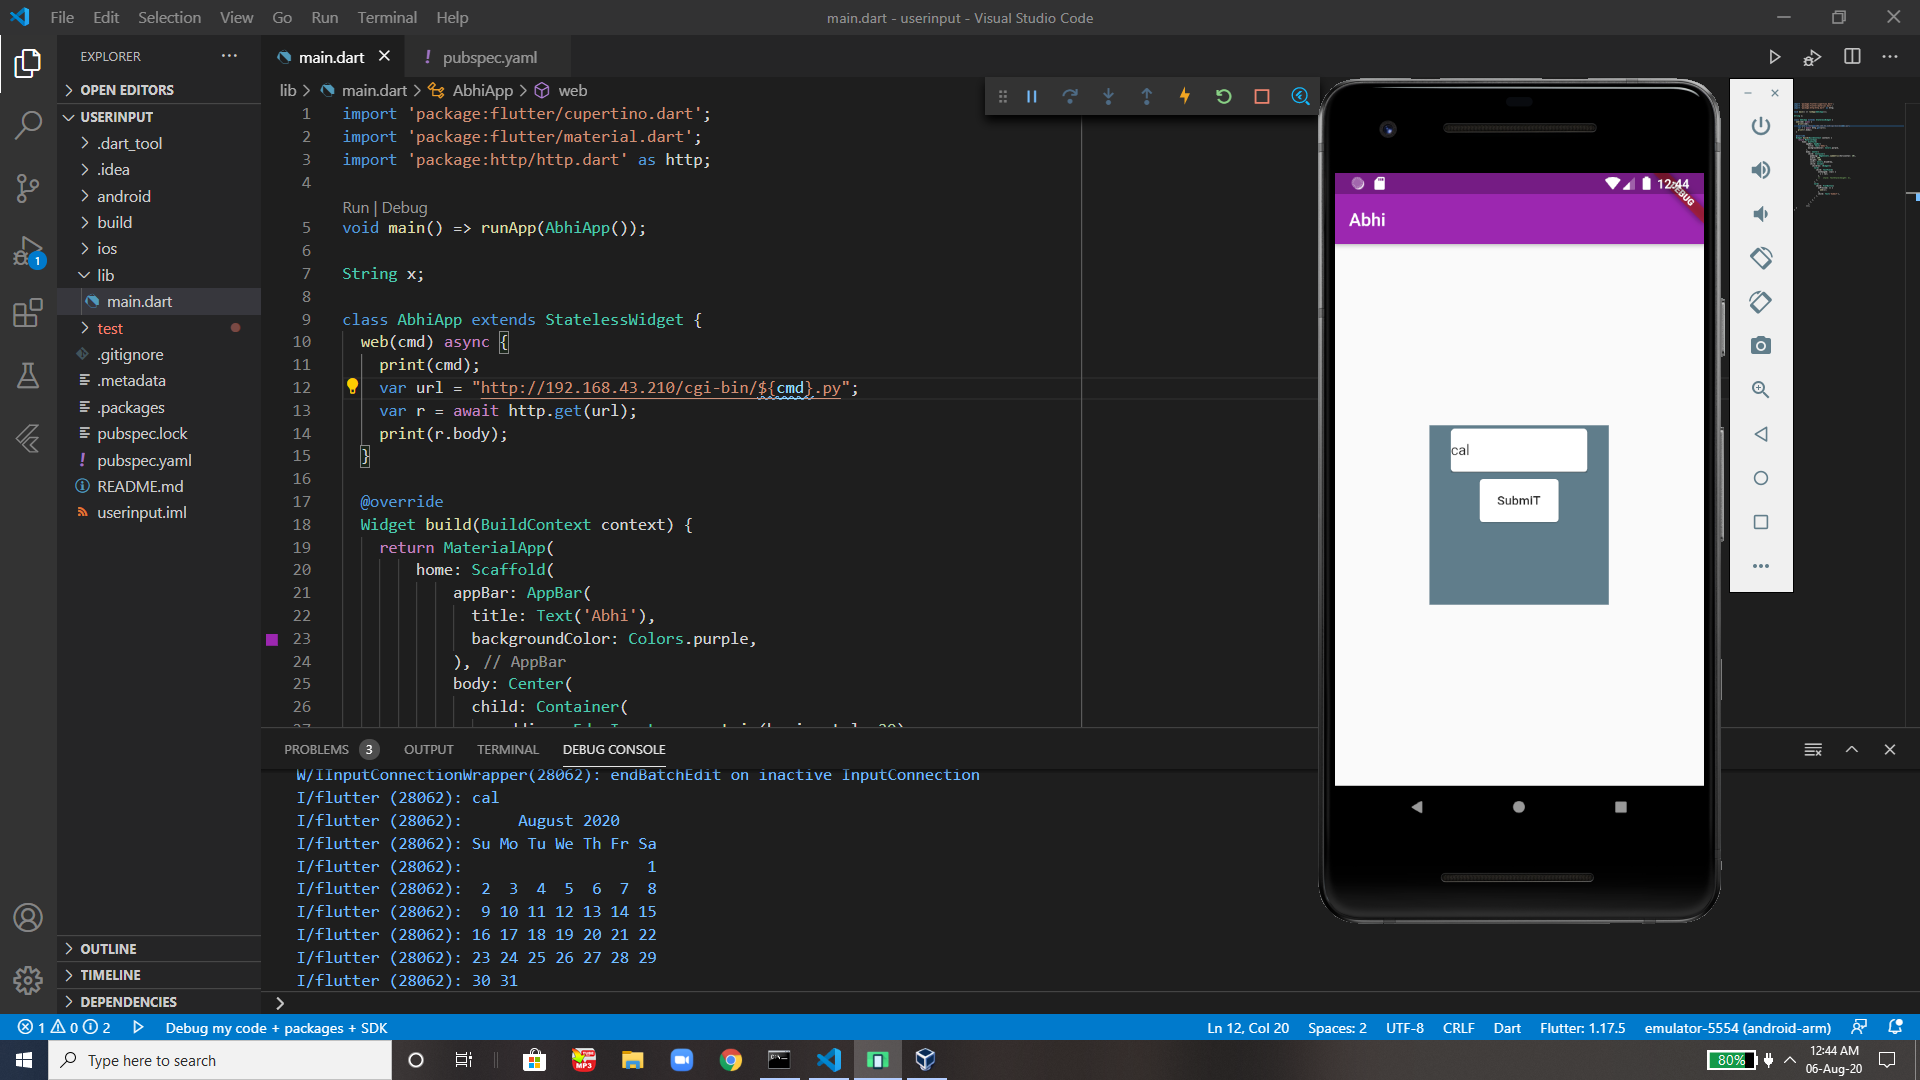 File Edit Selection View Go Run Terminal Help
main.dart - userinput - Visual Studio Code
EXPLORER
OPEN EDITORS
USERINPUT
.dart_tool
.idea
android
build
ios
lib
main.dart
test
.gitignore
.metadata
.packages
pubspec.lock
pubspec.yaml
README.md
userinput.iml
OUTLINE
TIMELINE
DEPENDENCIES
1
main.dart
pubspec.yaml
lib > main.dart > AbhiApp > web
1 import 'package:flutter/cupertino.dart';
2 import 'package:flutter/material.dart';
3 import 'package:http/http.dart' as http;
4
Run | Debug
5 void main() => runApp(AbhiApp());
6
7 String x;
8
9 class AbhiApp extends StatelessWidget {
10 web(cmd) async {
11 print(cmd);
12 var url = "http://192.168.43.210/cgi-bin/${cmd}.py";
13 var r = await http.get(url);
14 print(r.body);
15 }
16
17 @override
18 Widget build(BuildContext context) {
19 return MaterialApp(
20 home: Scaffold(
21 appBar: AppBar(
22 title: Text('Abhi'),
23 backgroundColor: Colors.purple,
24 ), // AppBar
25 body: Center(
26 child: Container(
PROBLEMS 3 OUTPUT TERMINAL DEBUG CONSOLE
W/IInputConnectionWrapper(28062): endBatchEdit on inactive InputConnection
I/flutter (28062): cal
I/flutter (28062):      August 2020
I/flutter (28062): Su Mo Tu We Th Fr Sa
I/flutter (28062):                    1
I/flutter (28062):  2  3  4  5  6  7  8
I/flutter (28062):  9 10 11 12 13 14 15
I/flutter (28062): 16 17 18 19 20 21 22
I/flutter (28062): 23 24 25 26 27 28 29
I/flutter (28062): 30 31
12:44
DEBUG
Abhi
cal
SubmIT
1 0 2 Debug my code + packages + SDK
Ln 12, Col 20 Spaces: 2 UTF-8 CRLF Dart Flutter: 1.17.5 emulator-5554 (android-arm)
Type here to search
MP3
80%
12:44 AM
06-Aug-20